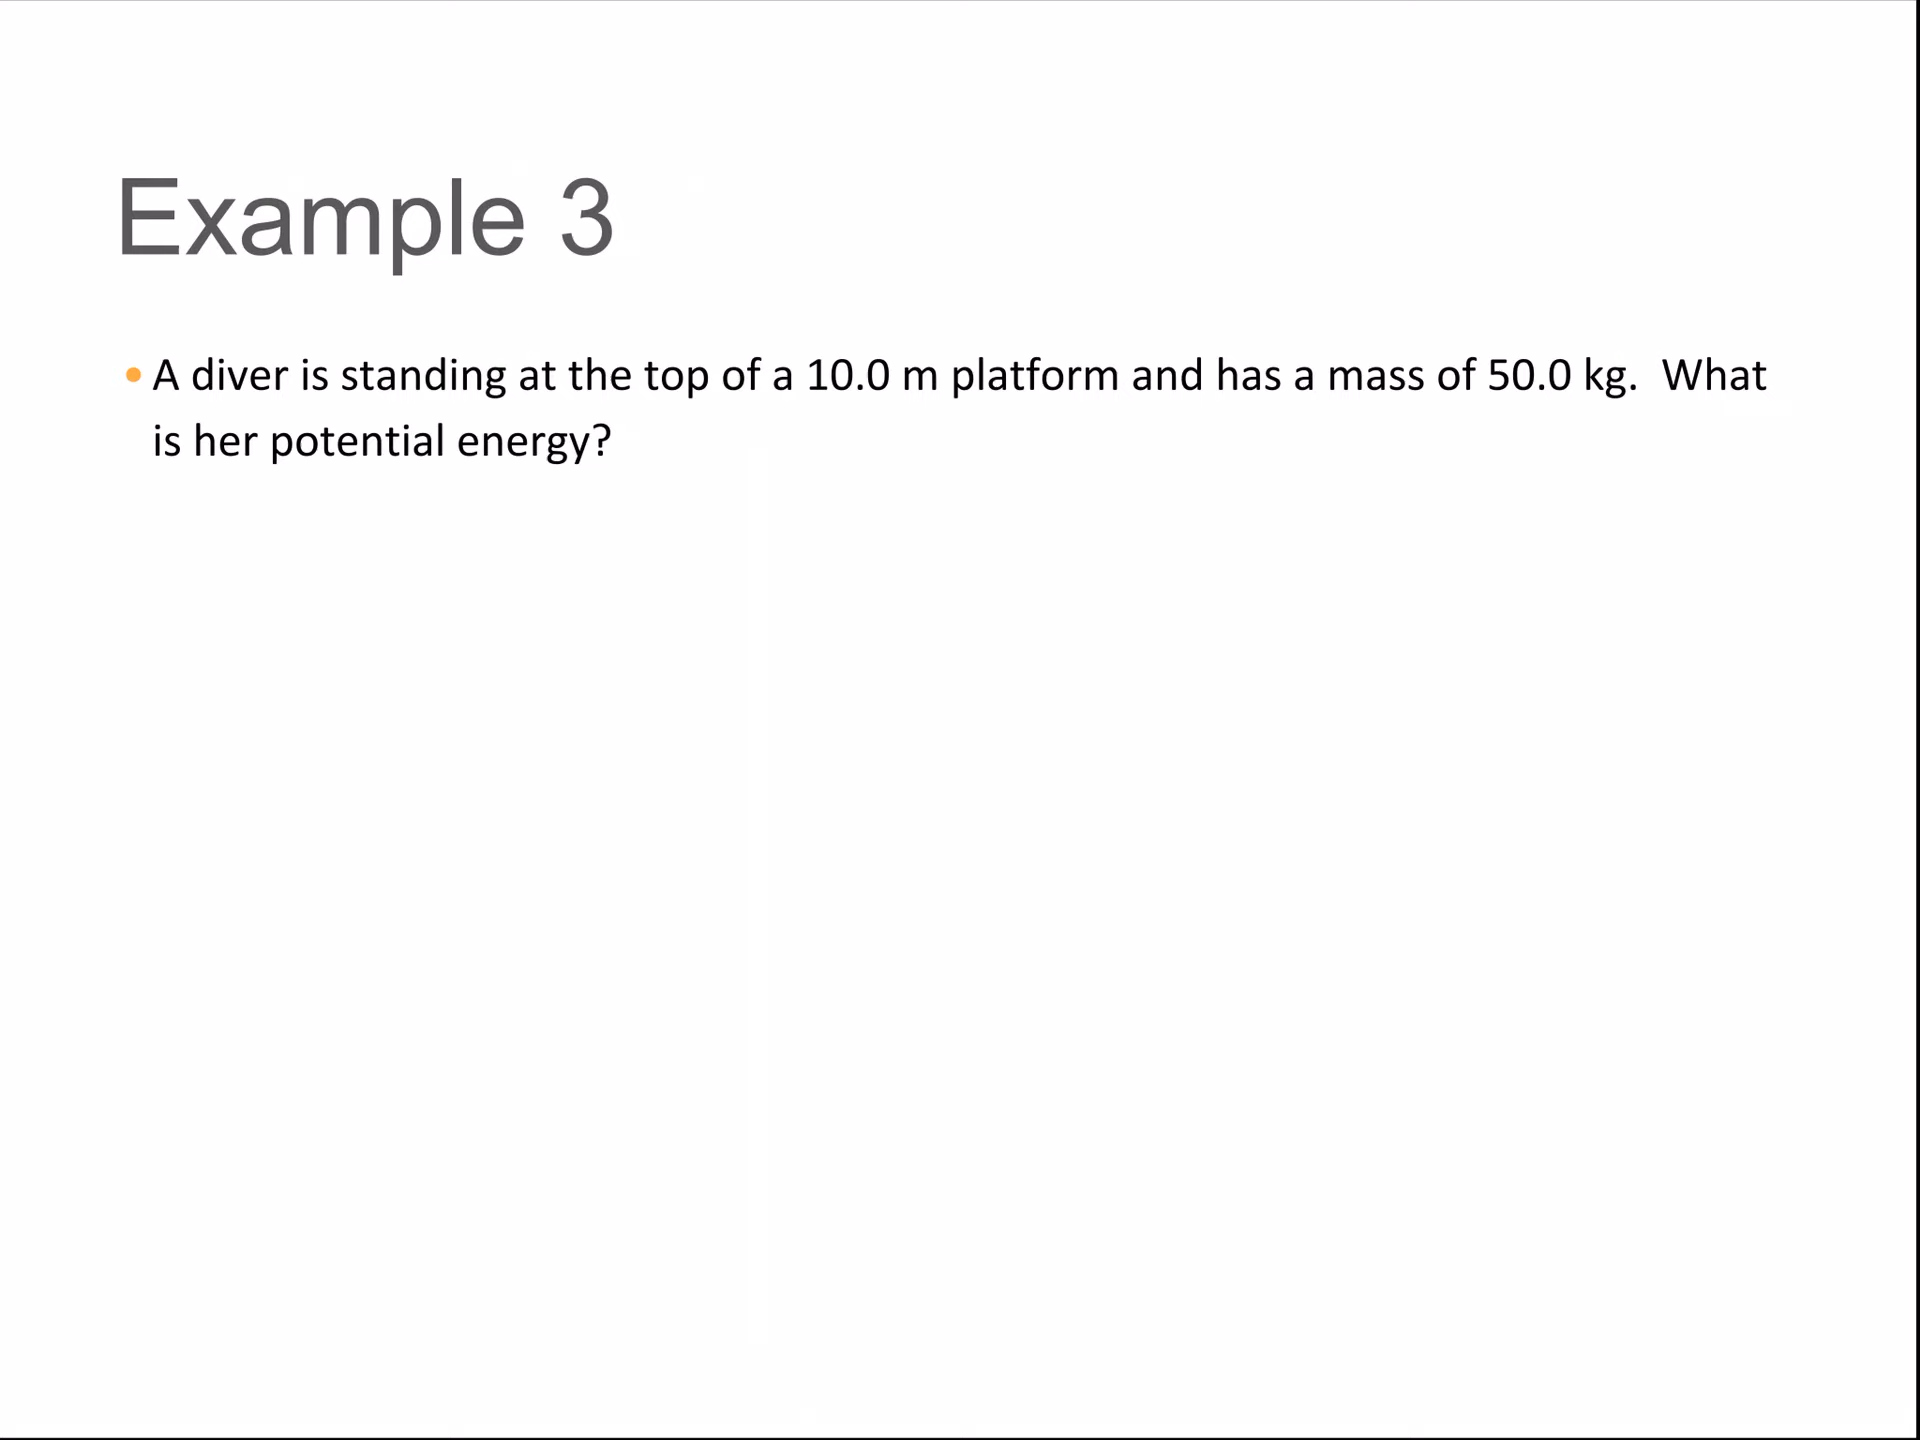 Example 3
• A diver is standing at the top of a 10.0 m platform and has a mass of 50.0 kg.  What
is her potential energy?